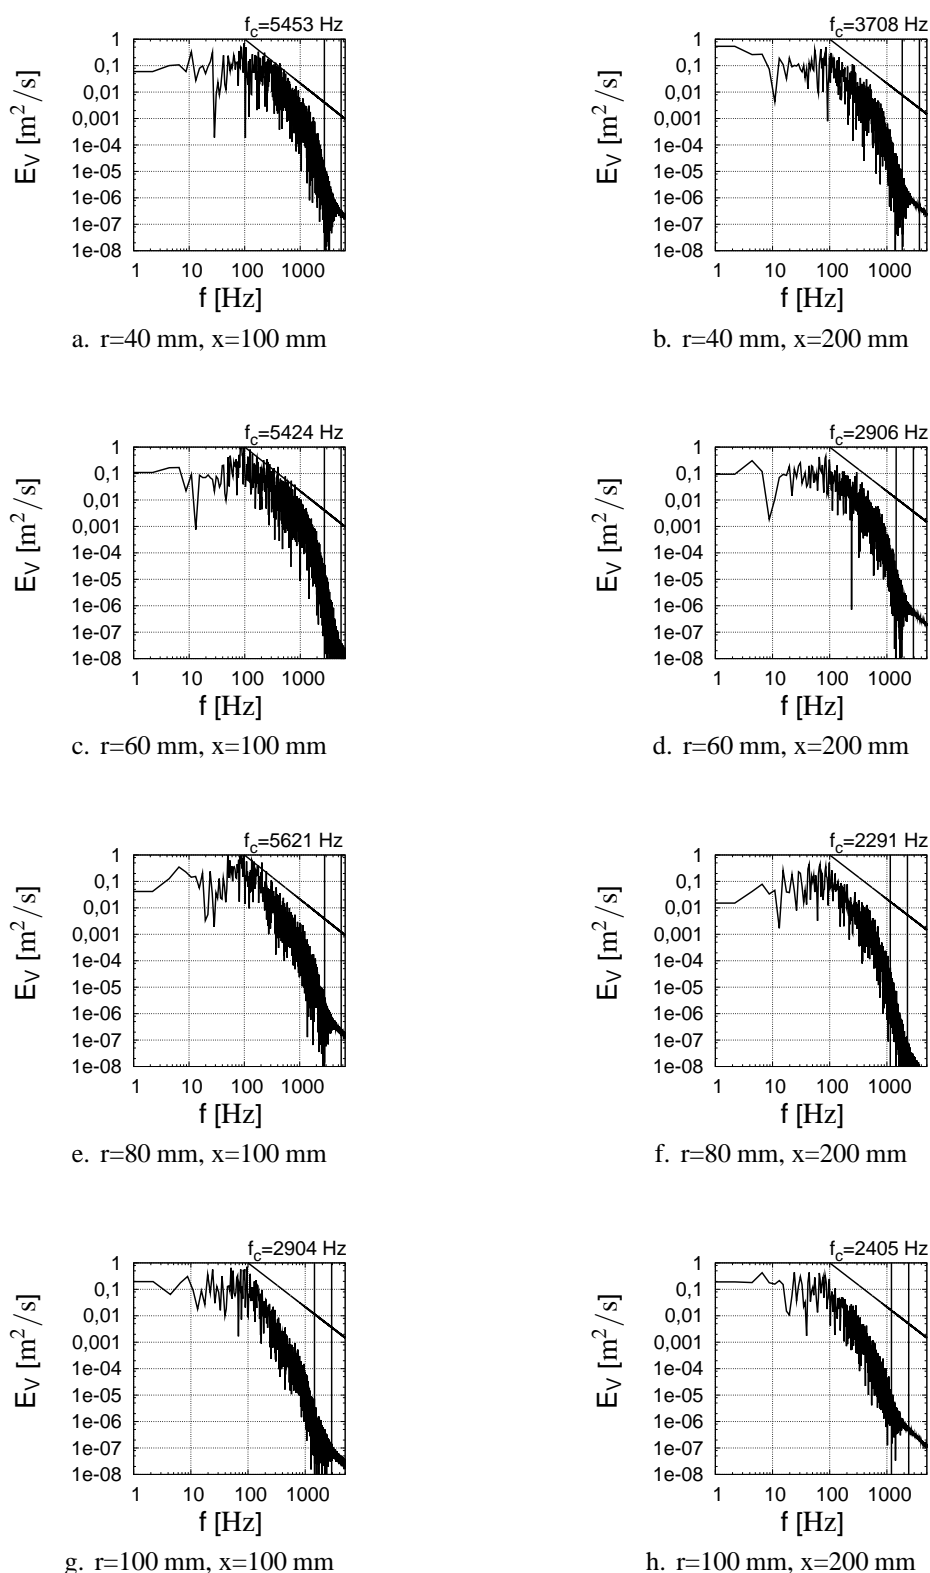 f_c=5453 Hz
1
0,1
0,01
0,001
1e-04
1e-05
1e-06
1e-07
1e-08
E_V [m²/s]
1 10 100 1000
f [Hz]
a. r=40 mm, x=100 mm
f_c=3708 Hz
1
0,1
0,01
0,001
1e-04
1e-05
1e-06
1e-07
1e-08
E_V [m²/s]
1 10 100 1000
f [Hz]
b. r=40 mm, x=200 mm
f_c=5424 Hz
1
0,1
0,01
0,001
1e-04
1e-05
1e-06
1e-07
1e-08
E_V [m²/s]
1 10 100 1000
f [Hz]
c. r=60 mm, x=100 mm
f_c=2906 Hz
1
0,1
0,01
0,001
1e-04
1e-05
1e-06
1e-07
1e-08
E_V [m²/s]
1 10 100 1000
f [Hz]
d. r=60 mm, x=200 mm
f_c=5621 Hz
1
0,1
0,01
0,001
1e-04
1e-05
1e-06
1e-07
1e-08
E_V [m²/s]
1 10 100 1000
f [Hz]
e. r=80 mm, x=100 mm
f_c=2291 Hz
1
0,1
0,01
0,001
1e-04
1e-05
1e-06
1e-07
1e-08
E_V [m²/s]
1 10 100 1000
f [Hz]
f. r=80 mm, x=200 mm
f_c=2904 Hz
1
0,1
0,01
0,001
1e-04
1e-05
1e-06
1e-07
1e-08
E_V [m²/s]
1 10 100 1000
f [Hz]
g. r=100 mm, x=100 mm
f_c=2405 Hz
1
0,1
0,01
0,001
1e-04
1e-05
1e-06
1e-07
1e-08
E_V [m²/s]
1 10 100 1000
f [Hz]
h. r=100 mm, x=200 mm